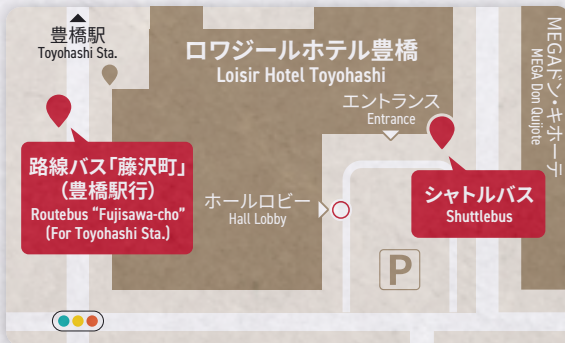 豊橋駅
Toyohashi Sta.
ロワジールホテル豊橋
Loisir Hotel Toyohashi
エントランス
Entrance
MEGAドン・キホーテ
MEGA Don Quijote
路線バス「藤沢町」
（豊橋駅行）
Routebus “Fujisawa-cho”
(For Toyohashi Sta.)
ホールロビー
Hall Lobby
シャトルバス
Shuttlebus
P